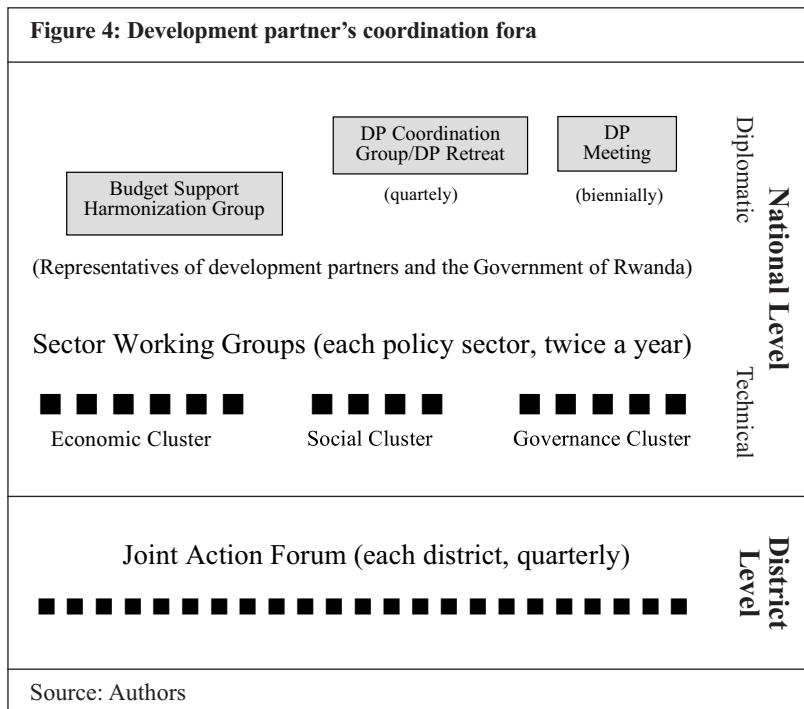 Figure 4: Development partner's coordination fora
DP Coordination
Group/DP Retreat
(quartely)
DP
Meeting
(biennially)
Budget Support
Harmonization Group
(Representatives of development partners and the Government of Rwanda)
Diplomatic
National Level
Sector Working Groups (each policy sector, twice a year)
Economic Cluster
Social Cluster
Governance Cluster
Technical
Joint Action Forum (each district, quarterly)
District
Level
Source: Authors